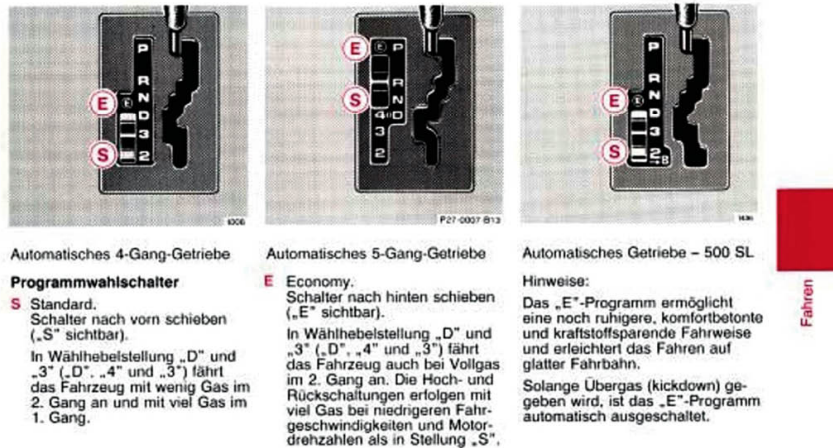 E
S
P
R
N
D
3
2
1006
E
S
E
P
R
N
4
D
3
2
P27-0007-B13
E
S
E
P
R
N
D
3
2
→B
Automatisches 4-Gang-Getriebe
Programmwahlschalter
S Standard.
Schalter nach vorn schieben
(„S" sichtbar).
In Wählhebelstellung „D" und
„3" („D", „4" und „3") fährt
das Fahrzeug mit wenig Gas im
2. Gang an und mit viel Gas im
1. Gang.
Automatisches 5-Gang-Getriebe
E Economy.
Schalter nach hinten schieben
(„E" sichtbar).
In Wählhebelstellung „D" und
„3" („D", „4" und „3") fährt
das Fahrzeug auch bei Vollgas
im 2. Gang an. Die Hoch- und
Rückschaltungen erfolgen mit
viel Gas bei niedrigeren Fahr-
geschwindigkeiten und Motor-
drehzahlen als in Stellung „S".
Automatisches Getriebe – 500 SL
Hinweise:
Das „E"-Programm ermöglicht
eine noch ruhigere, komfortbetonte
und kraftstoffsparende Fahrweise
und erleichtert das Fahren auf
glatter Fahrbahn.
Solange Übergas (kickdown) ge-
geben wird, ist das „E"-Programm
automatisch ausgeschaltet.
Fahren